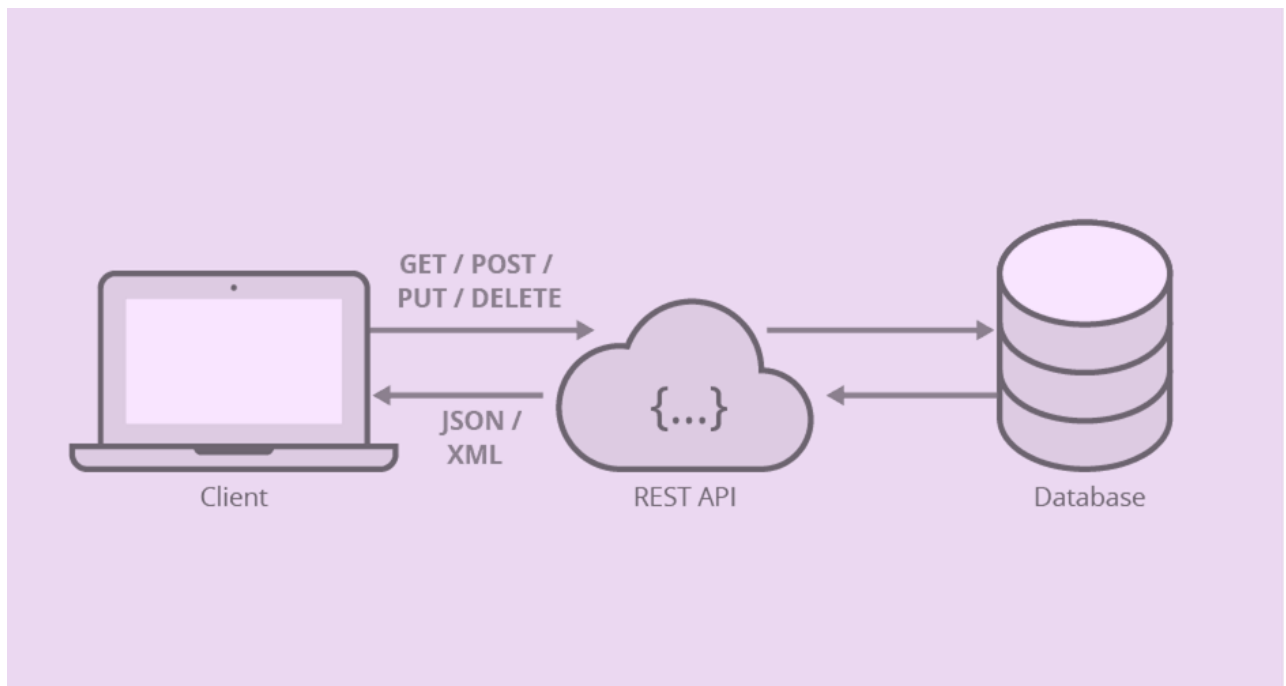 GET / POST /
PUT / DELETE
{...}
JSON /
XML
Client
REST API
Database